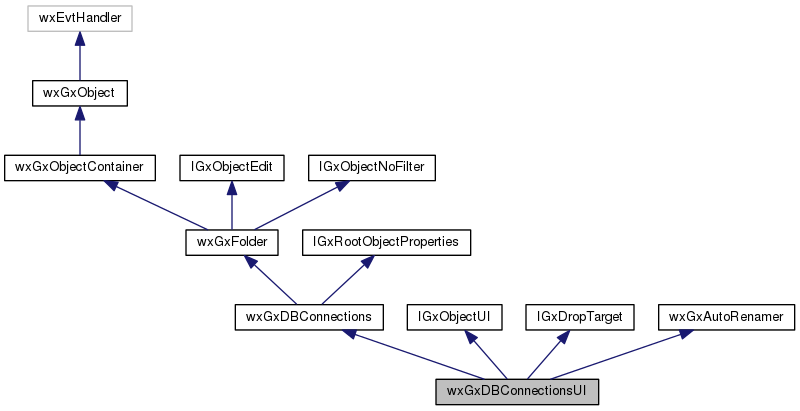 wxEvtHandler
wxGxObject
wxGxObjectContainer
IGxObjectEdit
IGxObjectNoFilter
wxGxFolder
IGxRootObjectProperties
wxGxDBConnections
IGxObjectUI
IGxDropTarget
wxGxAutoRenamer
wxGxDBConnectionsUI